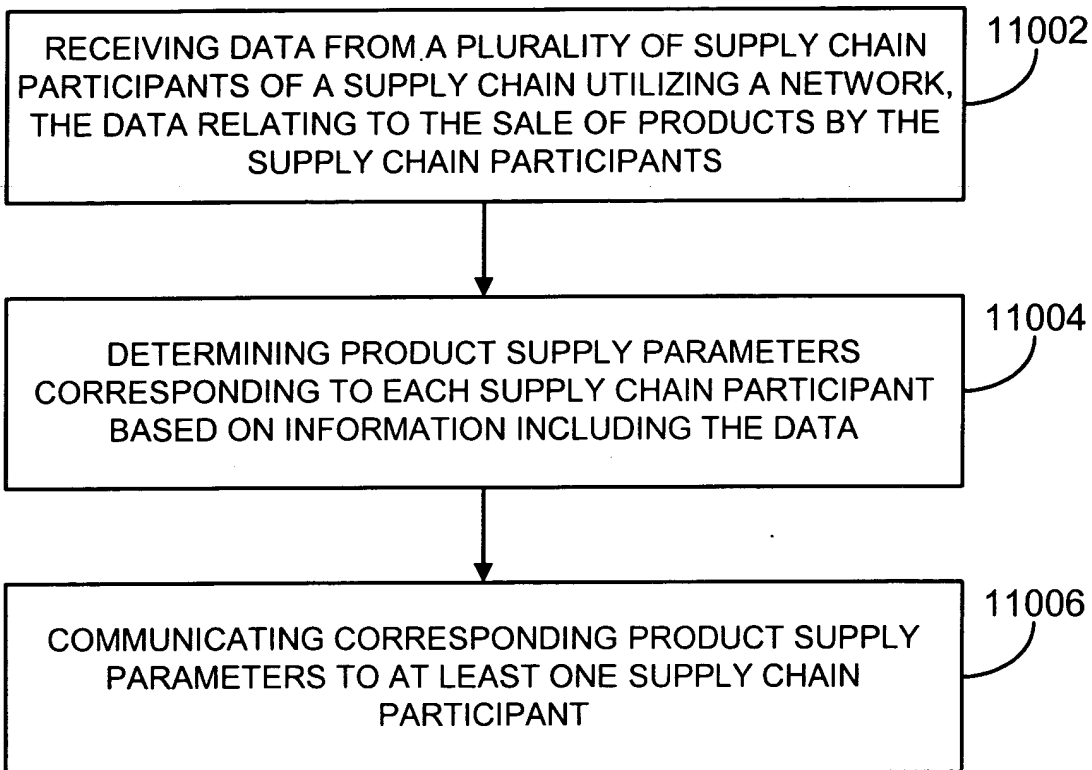 RECEIVING DATA FROM A PLURALITY OF SUPPLY CHAIN
PARTICIPANTS OF A SUPPLY CHAIN UTILIZING A NETWORK,
THE DATA RELATING TO THE SALE OF PRODUCTS BY THE
SUPPLY CHAIN PARTICIPANTS
11002
DETERMINING PRODUCT SUPPLY PARAMETERS
CORRESPONDING TO EACH SUPPLY CHAIN PARTICIPANT
BASED ON INFORMATION INCLUDING THE DATA
11004
COMMUNICATING CORRESPONDING PRODUCT SUPPLY
PARAMETERS TO AT LEAST ONE SUPPLY CHAIN
PARTICIPANT
11006